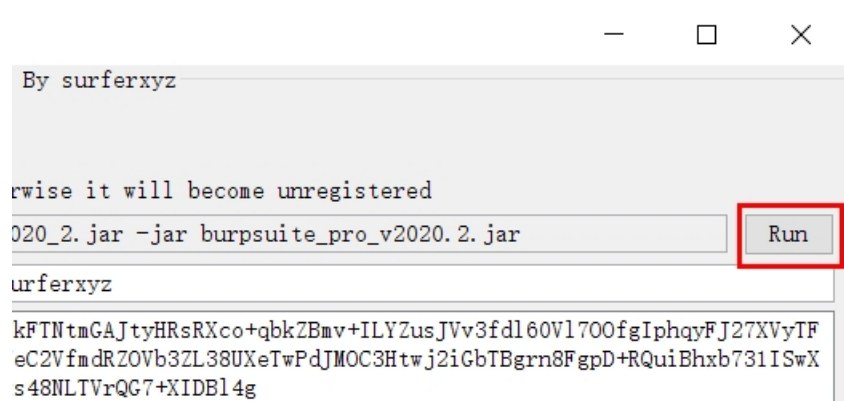 By surferxyz
rwise it will become unregistered
020_2.jar -jar burpsuite_pro_v2020.2.jar
Run
urferxyz
kFTNtmGAJtyHRsRXco+qbkZBmv+ILYZusJVv3fdl60Vl7OOfgIphqyFJ27XVyTF
eC2VfmdRZOVb3ZL38UXeTwPdJMOC3Htwj2iGbTBgrn8FgpD+RQuiBhxb731ISwX
s48NLTVrQG7+XIDBl4g